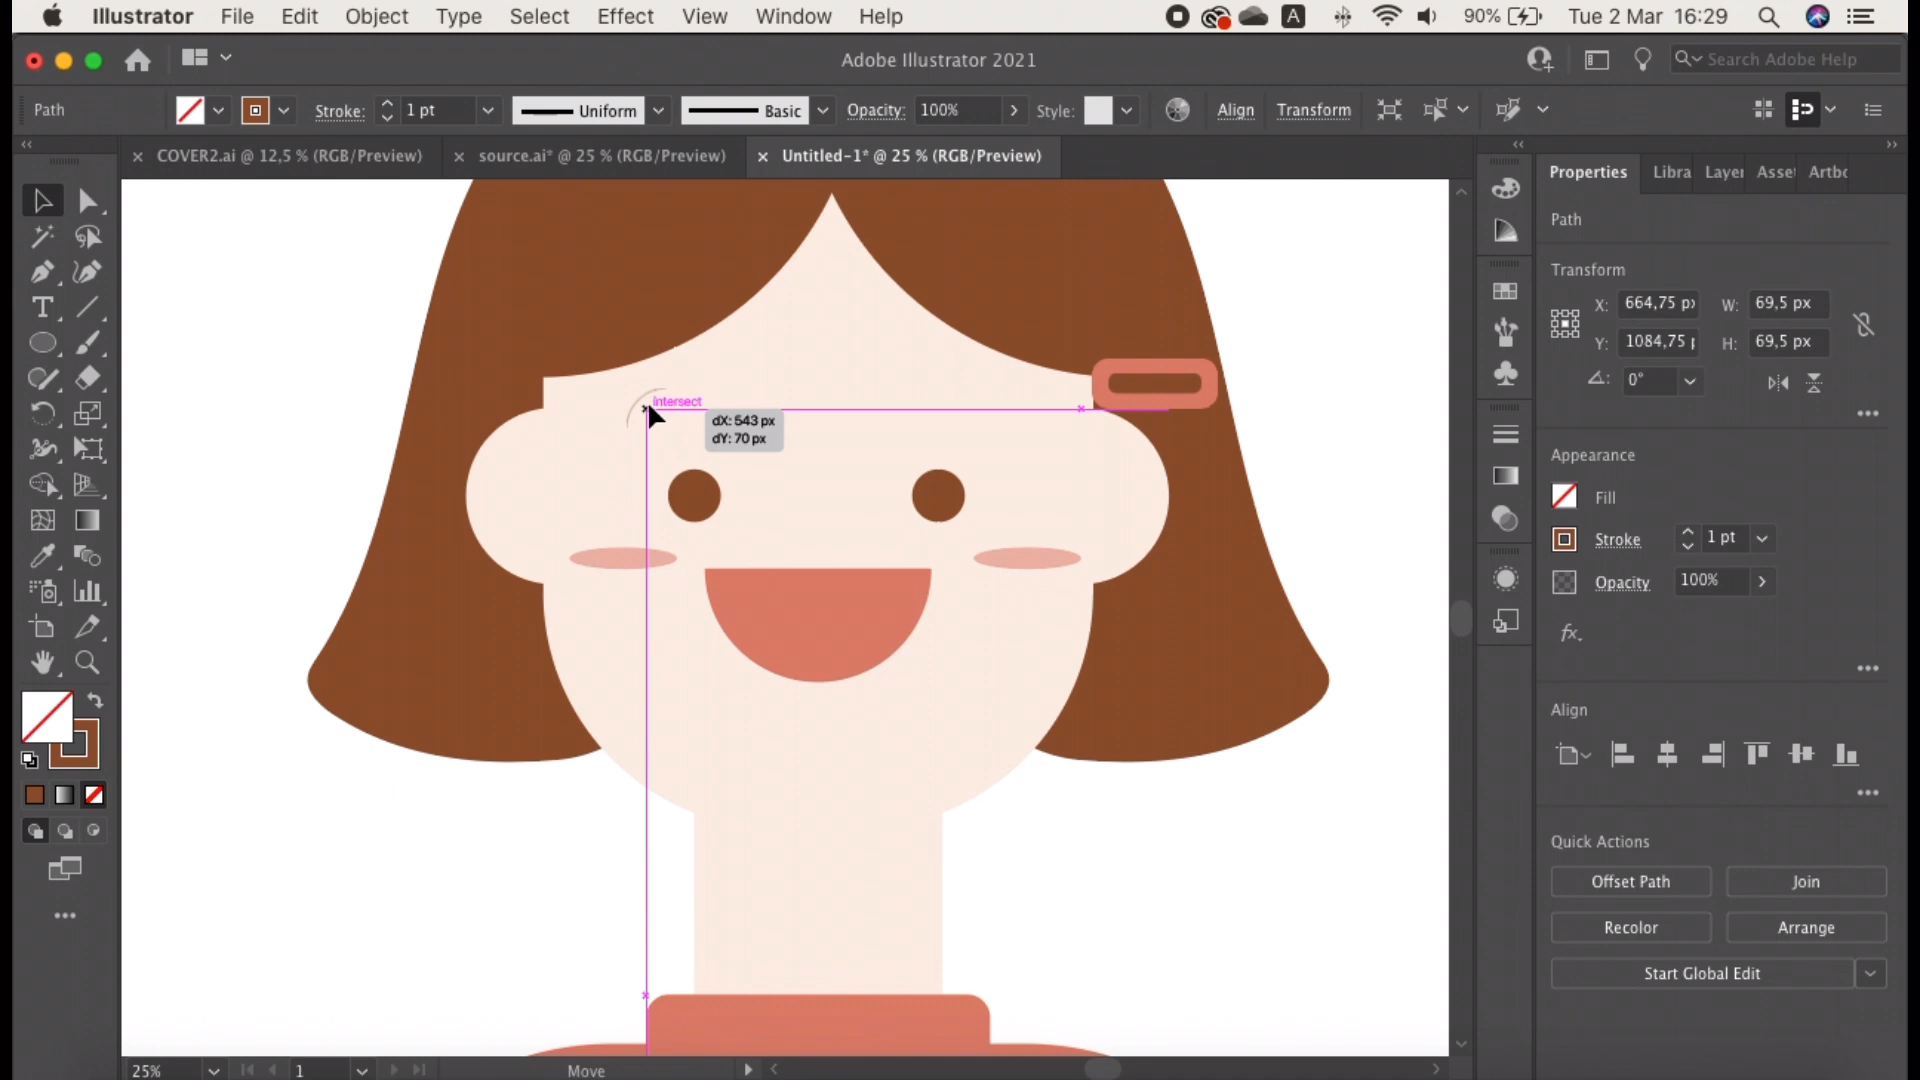 Illustrator File Edit Object Type Select Effect View Window Help A 90% Tue 2 Mar 16:29
Adobe Illustrator 2021 Search Adobe Help
Path Stroke: 1 pt Uniform Basic Opacity: 100% Style: Align Transform
COVER2.ai @ 12,5 % (RGB/Preview) source.ai* @ 25 % (RGB/Preview) Untitled-1* @ 25 % (RGB/Preview)
Properties Libra Layer Asse Artbo
Path
Transform
X: 664,75 px W: 69,5 px
Y: 1084,75 p H: 69,5 px
0°
intersect
dX: 543 px
dY: 70 px
Appearance
Fill
Stroke 1 pt
Opacity 100%
fx.
Align
Quick Actions
Offset Path Join
Recolor Arrange
Start Global Edit
25% 1 Move